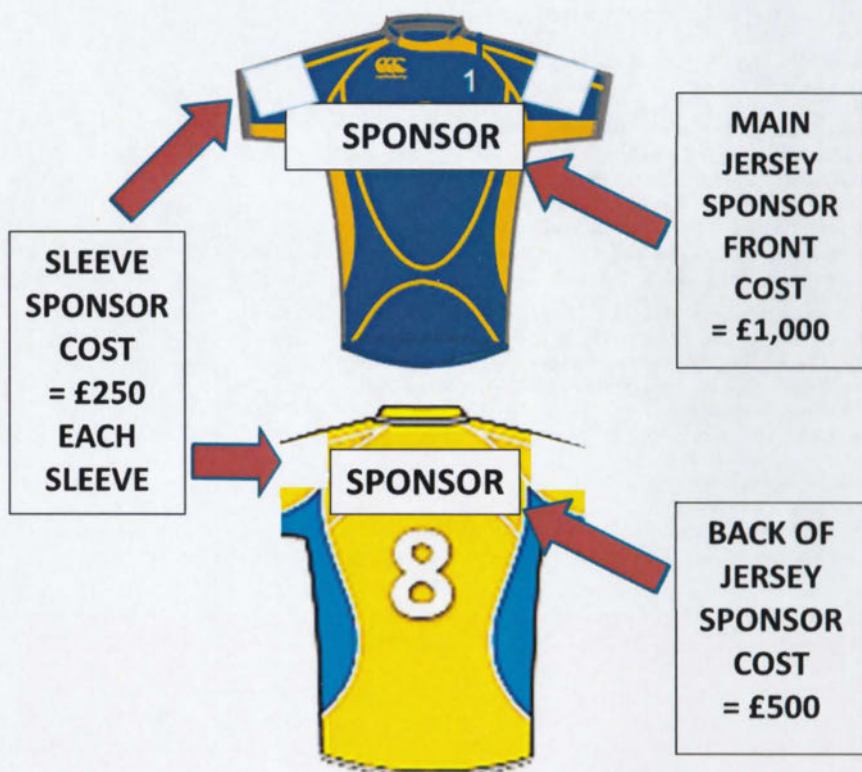 1
SPONSOR
MAIN
JERSEY
SPONSOR
FRONT
COST
= £1,000
SLEEVE
SPONSOR
COST
= £250
EACH
SLEEVE
SPONSOR
8
BACK OF
JERSEY
SPONSOR
COST
= £500